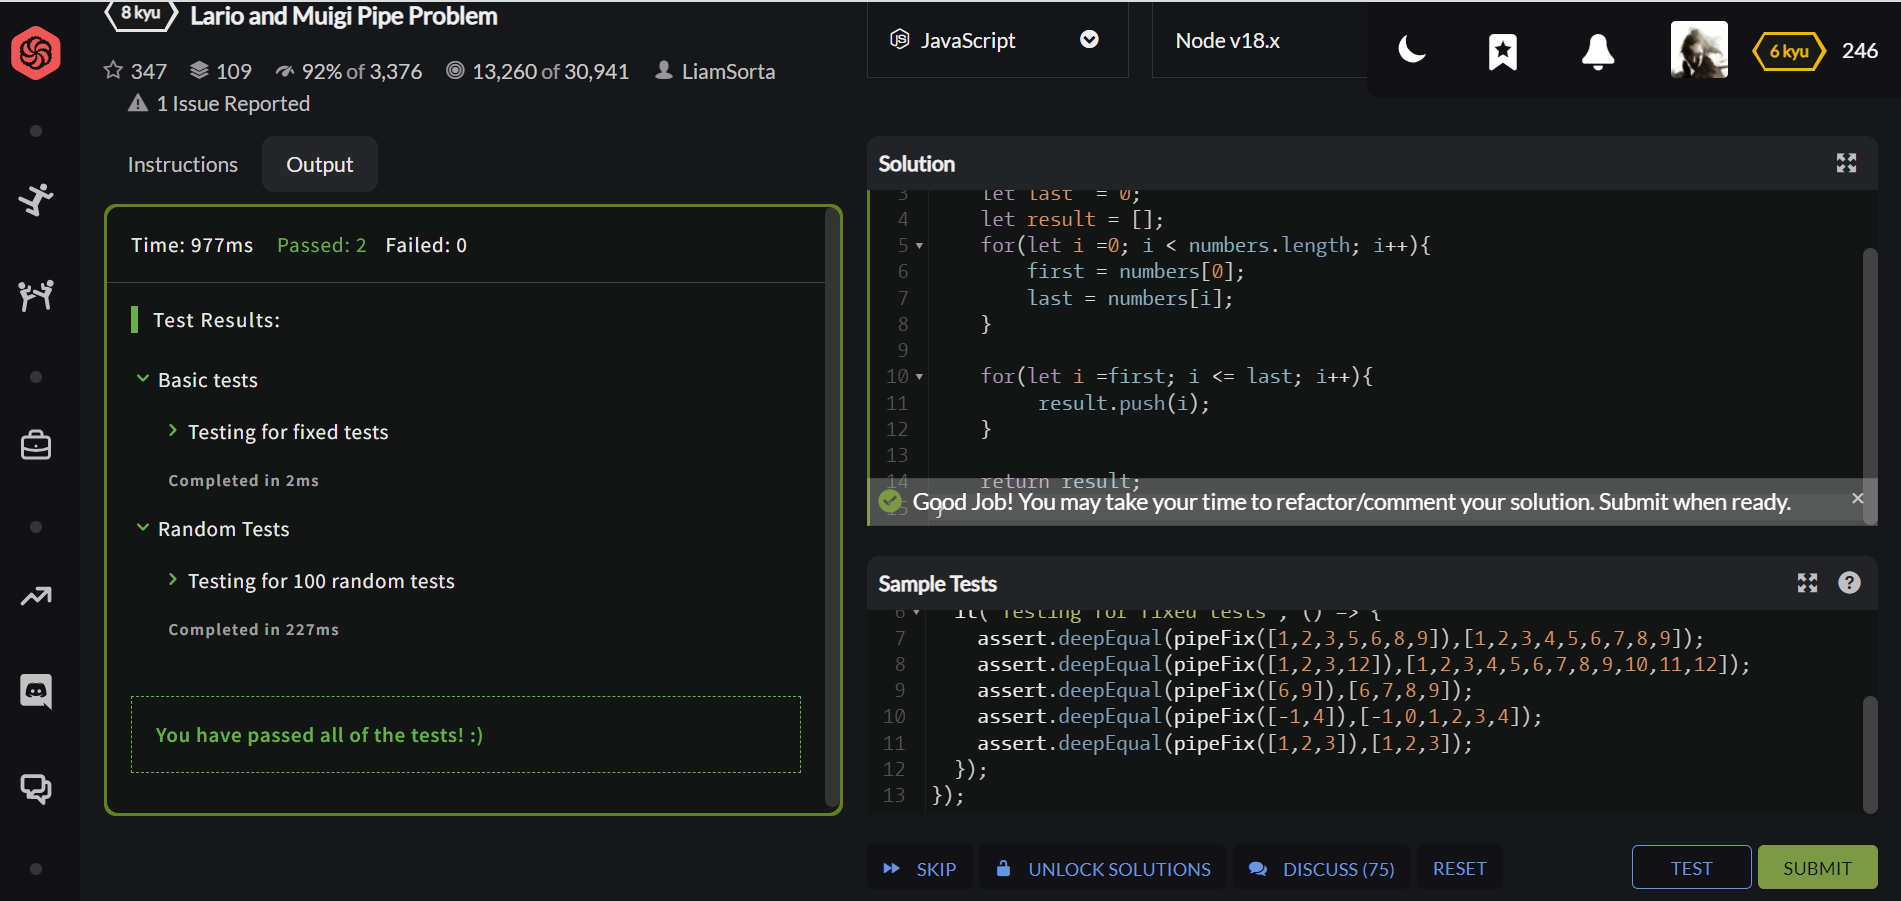 8 kyu Lario and Muigi Pipe Problem
347 109 92% of 3,376 13,260 of 30,941 LiamSorta
1 Issue Reported
JavaScript
Node v18.x
6 kyu 246
Instructions Output
Time: 977ms Passed: 2 Failed: 0
Test Results:
Basic tests
Testing for fixed tests
Completed in 2ms
Random Tests
Testing for 100 random tests
Completed in 227ms
You have passed all of the tests! :)
Solution
3 let last = 0;
4 let result = [];
5 for(let i =0; i < numbers.length; i++){
6 first = numbers[0];
7 last = numbers[i];
8 }
9
10 for(let i =first; i <= last; i++){
11 result.push(i);
12 }
13
14 return result;
15 }
Good Job! You may take your time to refactor/comment your solution. Submit when ready.
Sample Tests
6 it("Testing for fixed tests", () => {
7 assert.deepEqual(pipeFix([1,2,3,5,6,8,9]),[1,2,3,4,5,6,7,8,9]);
8 assert.deepEqual(pipeFix([1,2,3,12]),[1,2,3,4,5,6,7,8,9,10,11,12]);
9 assert.deepEqual(pipeFix([6,9]),[6,7,8,9]);
10 assert.deepEqual(pipeFix([-1,4]),[-1,0,1,2,3,4]);
11 assert.deepEqual(pipeFix([1,2,3]),[1,2,3]);
12 });
13 });
SKIP UNLOCK SOLUTIONS DISCUSS (75) RESET TEST SUBMIT